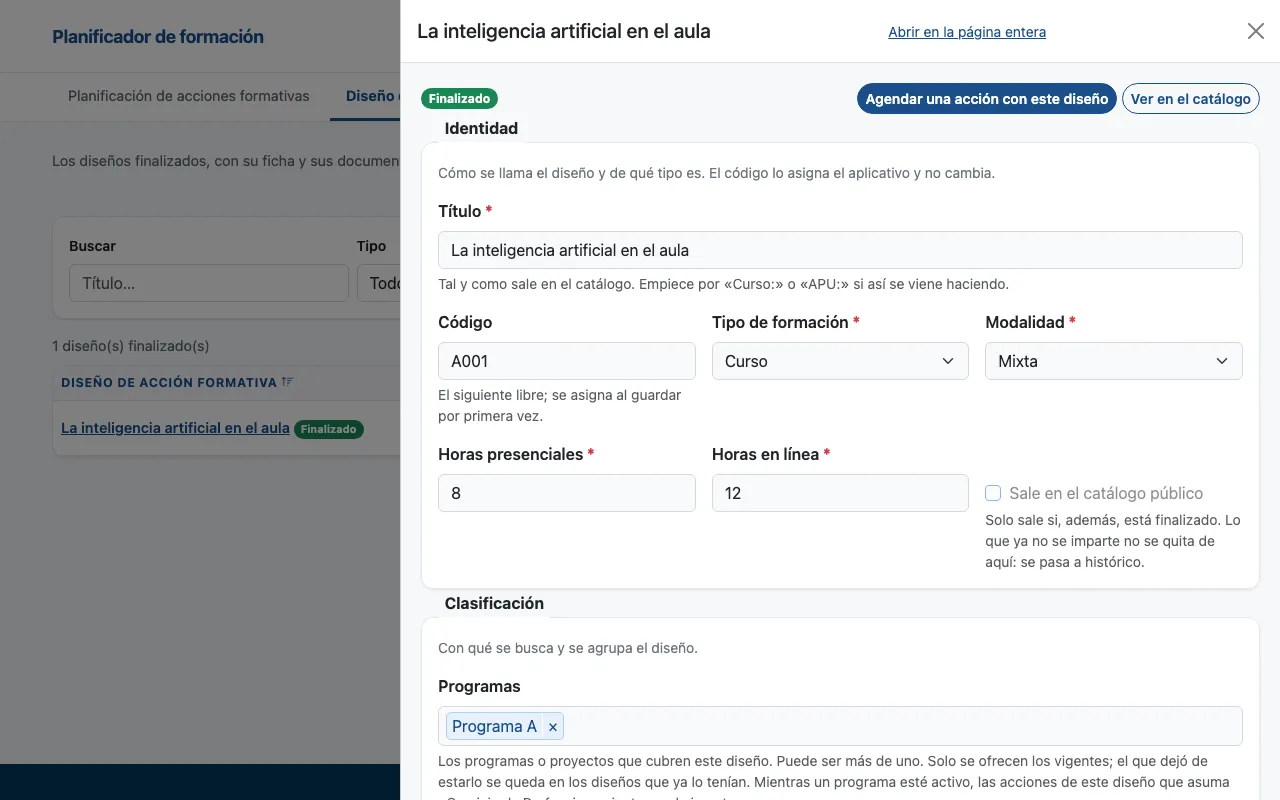 Planificador de formación
La inteligencia artificial en el aula
Abrir en la página entera
Planificación de acciones formativas
Diseño
Finalizado
Agendar una acción con este diseño
Ver en el catálogo
Los diseños finalizados, con su ficha y sus documen
Buscar
Tipo
Título...
Todo
1 diseño(s) finalizado(s)
DISEÑO DE ACCIÓN FORMATIVA
La inteligencia artificial en el aula Finalizado
Identidad
Cómo se llama el diseño y de qué tipo es. El código lo asigna el aplicativo y no cambia.
Título *
La inteligencia artificial en el aula
Tal y como sale en el catálogo. Empiece por «Curso:» o «APU:» si así se viene haciendo.
Código
Tipo de formación *
Modalidad *
A001
Curso
Mixta
El siguiente libre; se asigna al guardar
por primera vez.
Horas presenciales *
Horas en línea *
8
12
Sale en el catálogo público
Solo sale si, además, está finalizado. Lo
que ya no se imparte no se quita de
aquí: se pasa a histórico.
Clasificación
Con qué se busca y se agrupa el diseño.
Programas
Programa A ×
Los programas o proyectos que cubren este diseño. Puede ser más de uno. Solo se ofrecen los vigentes; el que dejó de
estarlo se queda en los diseños que ya lo tenían. Mientras un programa esté activo, las acciones de este diseño que asuma